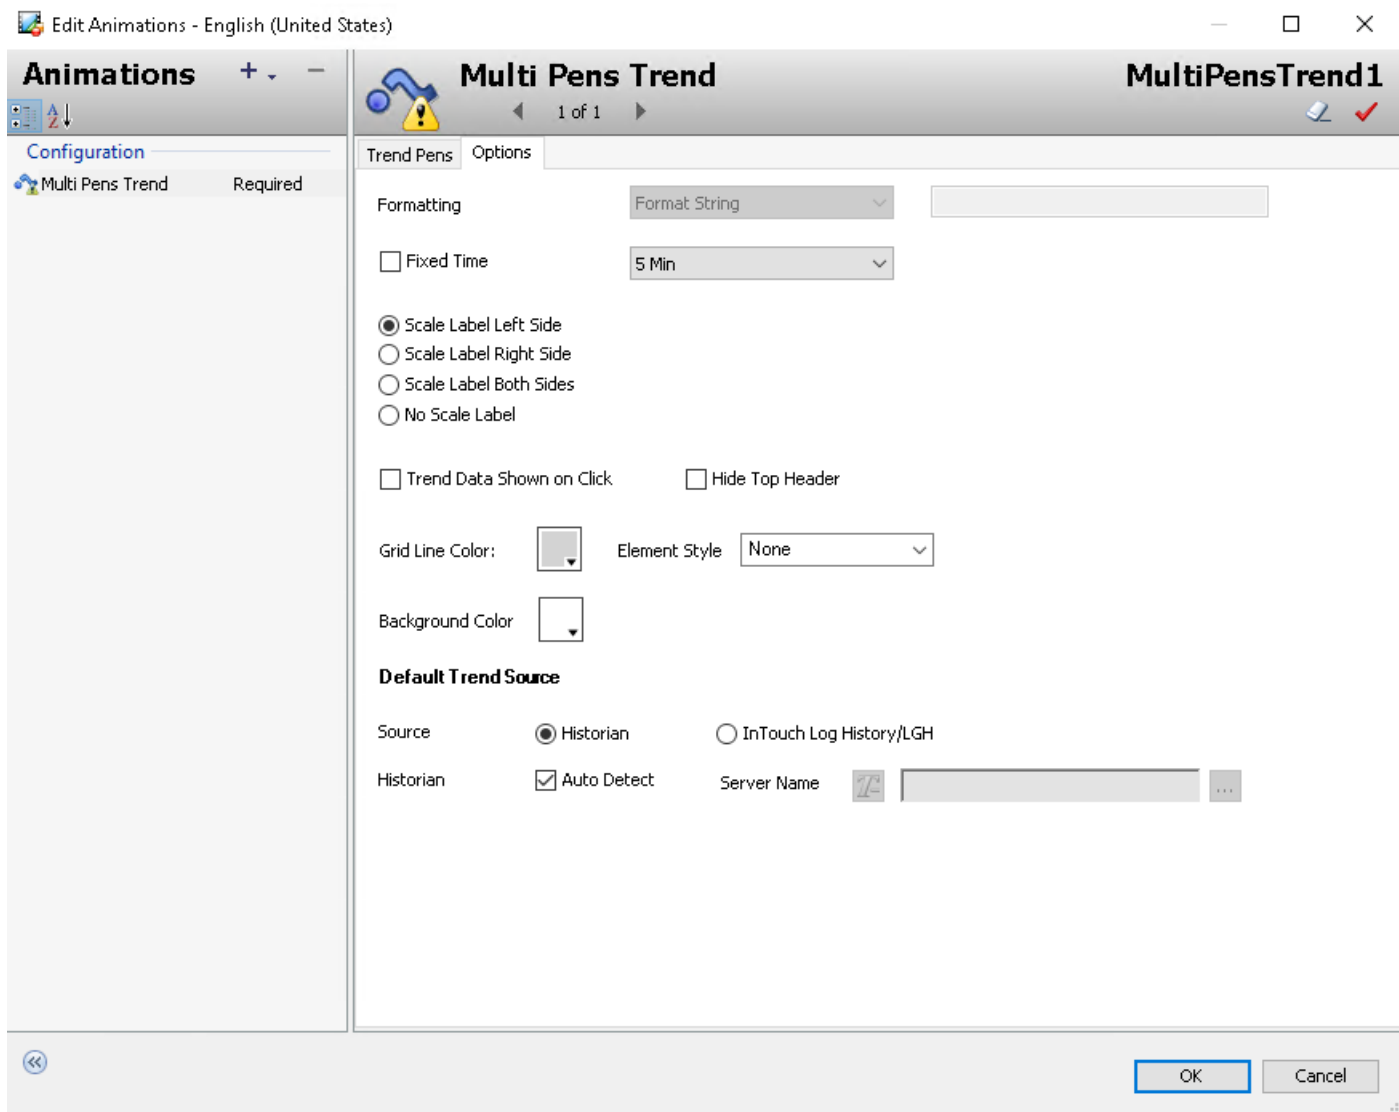 Edit Animations - English (United States)
Animations
Multi Pens Trend
MultiPensTrend1
1 of 1
A
Z
Configuration
Multi Pens Trend Required
Trend Pens Options
Formatting Format String
Fixed Time 5 Min
Scale Label Left Side
Scale Label Right Side
Scale Label Both Sides
No Scale Label
Trend Data Shown on Click Hide Top Header
Grid Line Color: Element Style None
Background Color
Default Trend Source
Source Historian InTouch Log History/LGH
Historian Auto Detect Server Name ...
OK Cancel